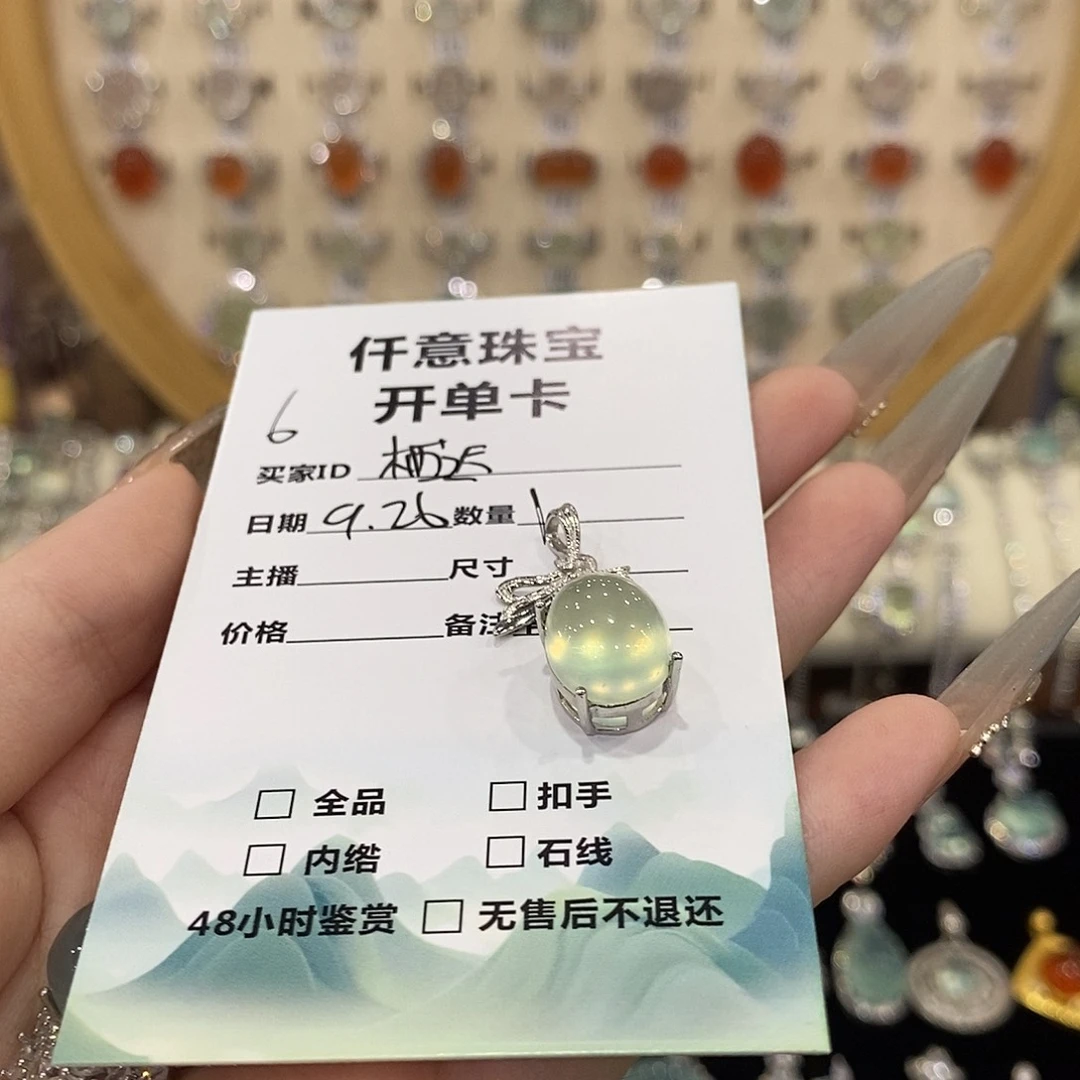 仟意珠宝
开单卡
6
买家ID
日期 9.26 数量 1
主播 尺寸
价格 备注
全品 扣手
内绺 石线
48小时鉴赏 无售后不退还